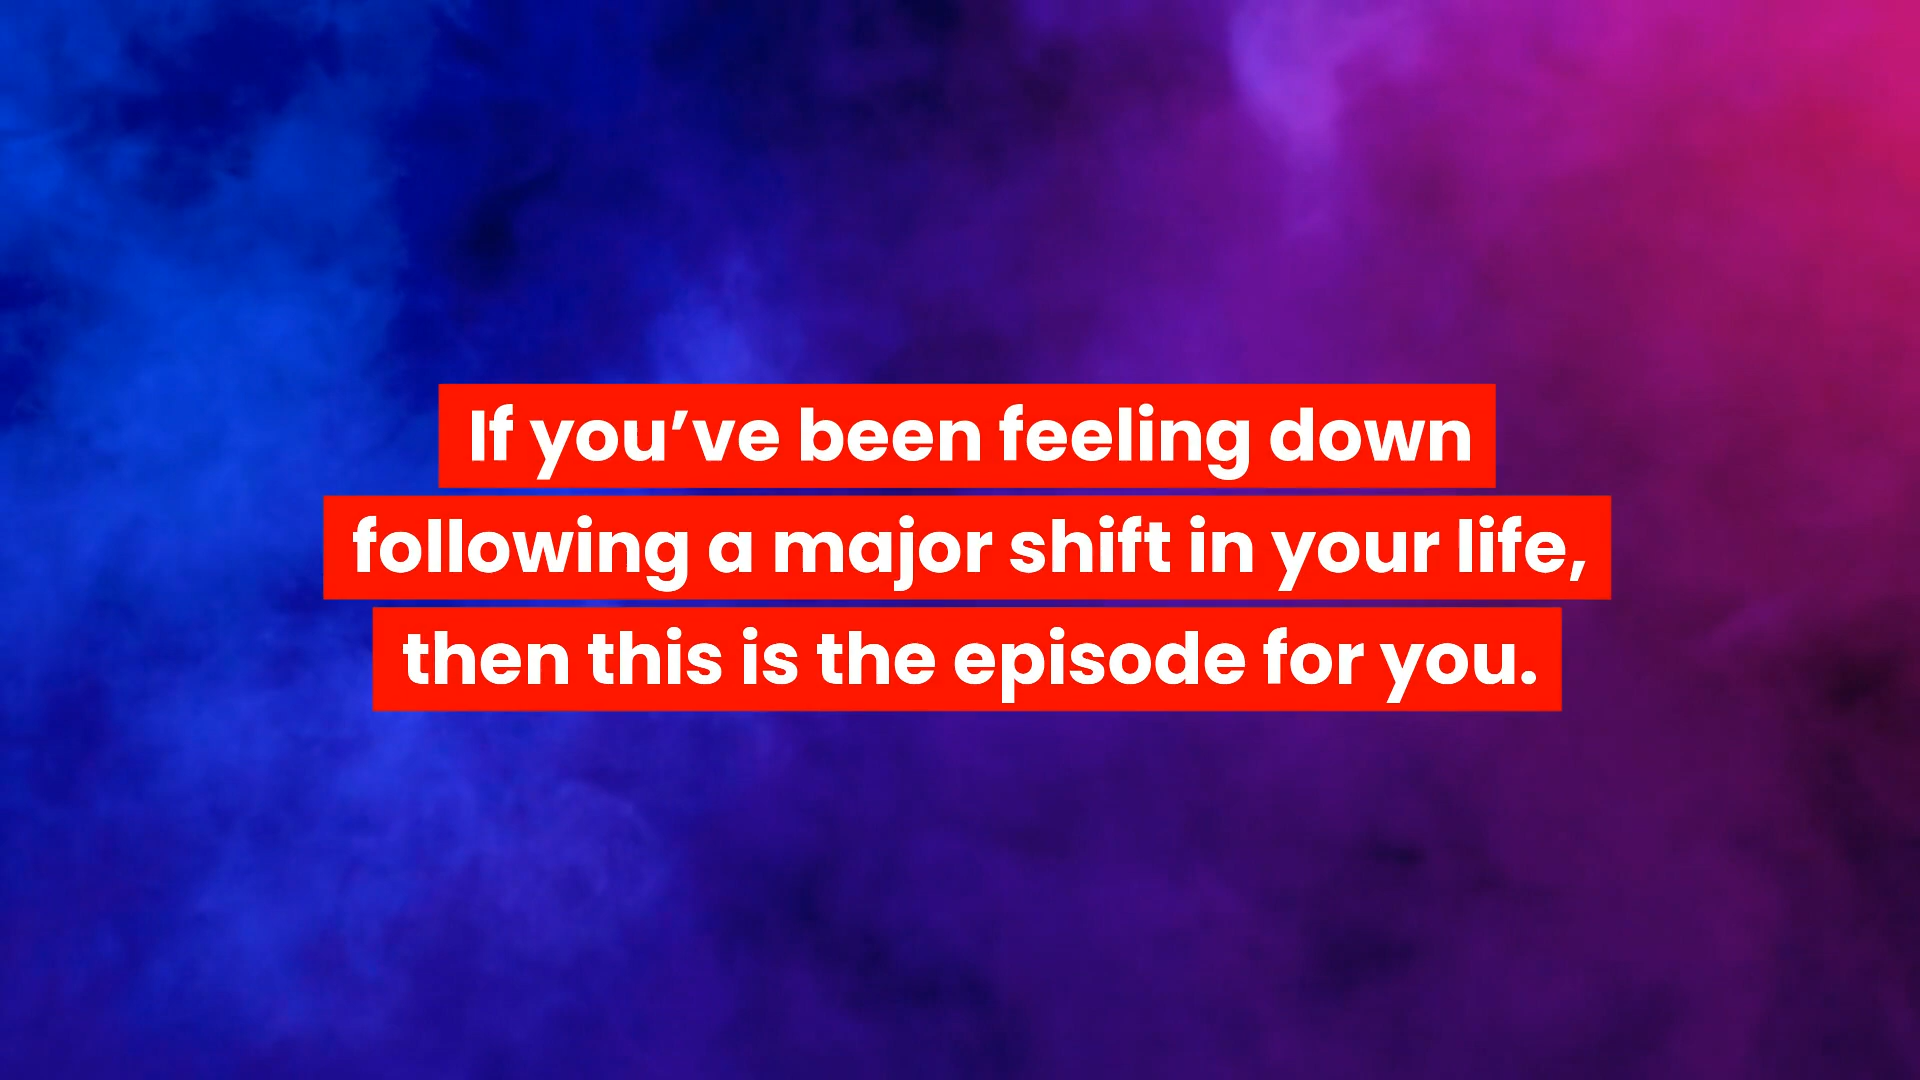 If you’ve been feeling down
following a major shift in your life,
then this is the episode for you.